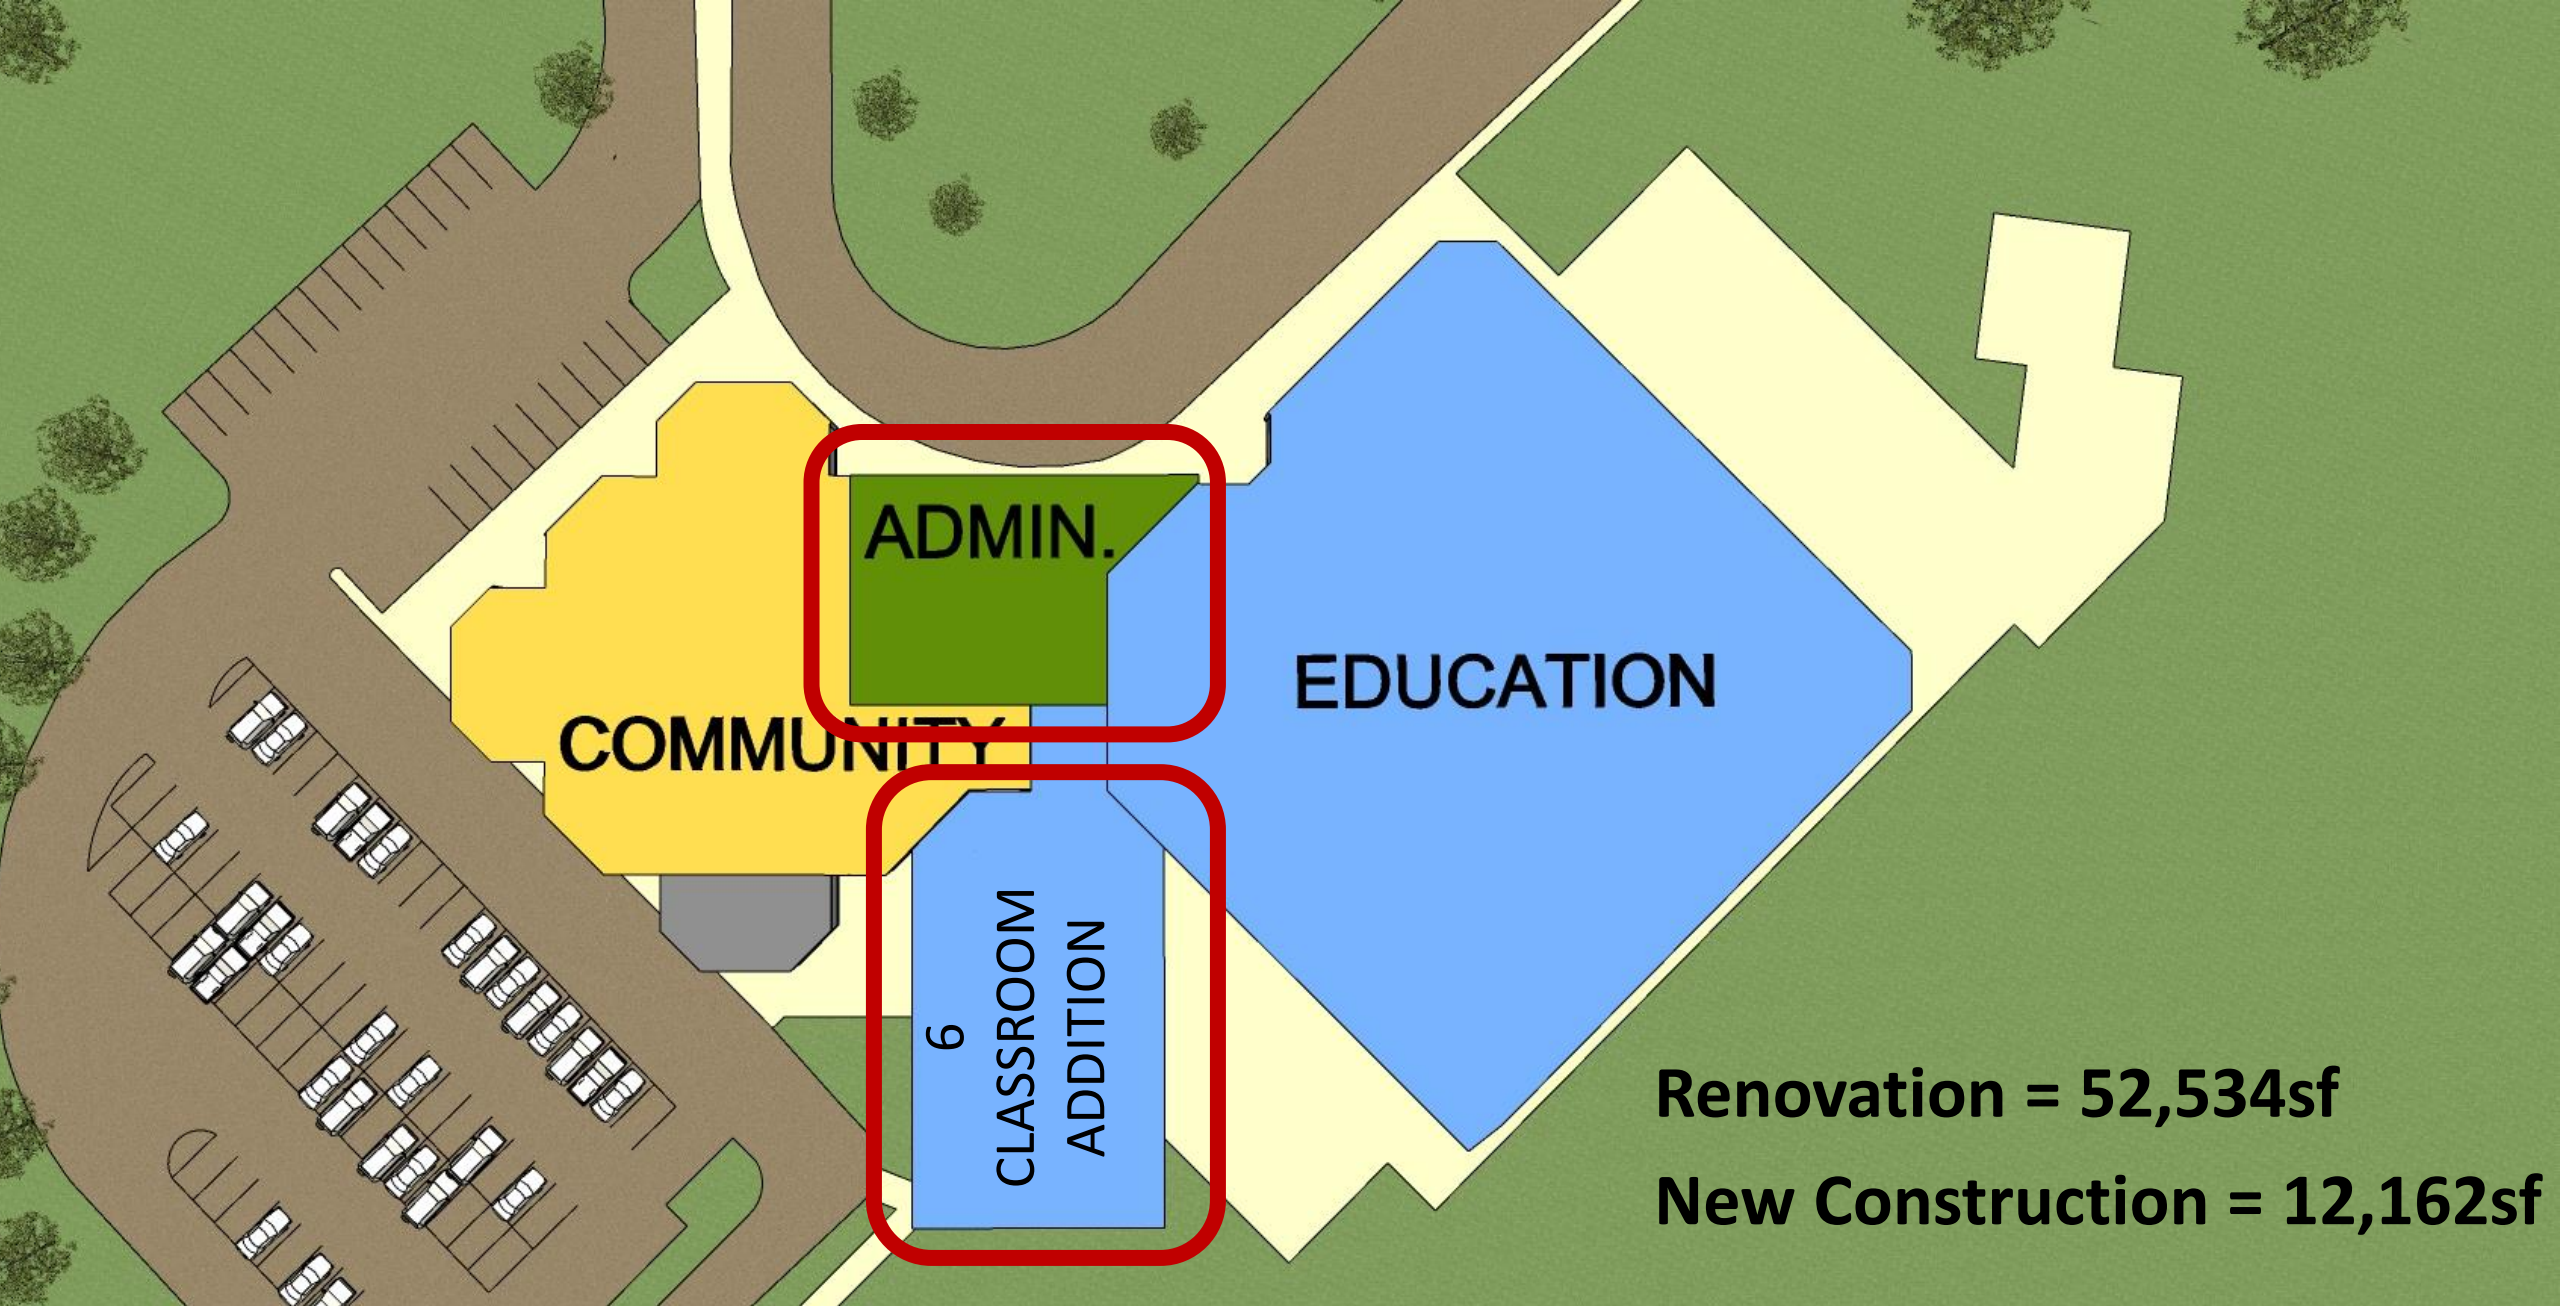 ADMIN.
EDUCATION
COMMUNITY
6
CLASSROOM
ADDITION
Renovation = 52,534sf
New Construction = 12,162sf